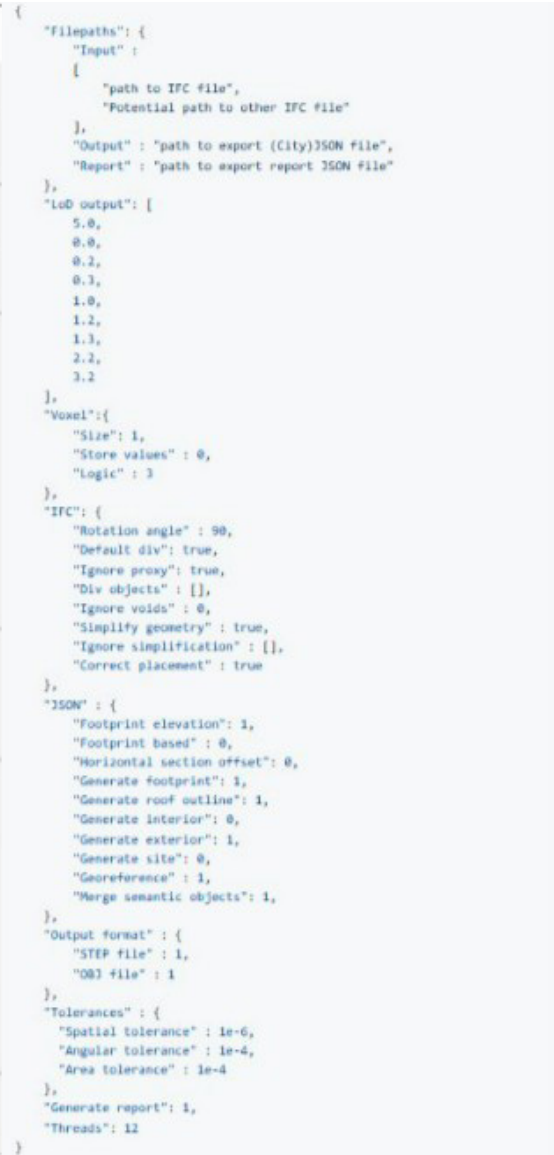 {
"Filepaths": {
"Input" :
[
"path to IFC file",
"Potential path to other IFC file"
],
"Output" : "path to export (City)JSON file",
"Report" : "path to export report JSON file"
},
"LoD output": [
5.0,
0.0,
0.2,
0.3,
1.0,
1.2,
1.3,
2.2,
3.2
],
"Voxel":{
"Size": 1,
"Store values" : 0,
"Logic" : 3
},
"IFC": {
"Rotation angle" : 90,
"Default div": true,
"Ignore proxy": true,
"Div objects" : [],
"Ignore voids" : 0,
"Simplify geometry" : true,
"Ignore simplification" : [],
"Correct placement" : true
},
"JSON" : {
"Footprint elevation": 1,
"Footprint based" : 0,
"Horizontal section offset": 0,
"Generate footprint": 1,
"Generate roof outline": 1,
"Generate interior": 0,
"Generate exterior": 1,
"Generate site": 0,
"Georeference" : 1,
"Merge semantic objects": 1,
},
"Output format" : {
"STEP file" : 1,
"OBJ file" : 1
},
"Tolerances" : {
"Spatial tolerance" : 1e-6,
"Angular tolerance" : 1e-4,
"Area tolerance" : 1e-4
},
"Generate report": 1,
"Threads": 12
}